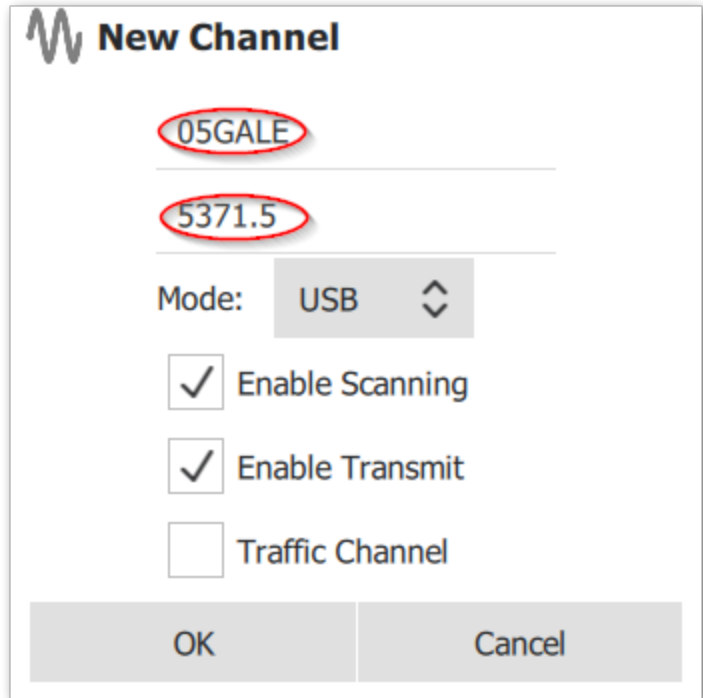 New Channel
05GALE
5371.5
Mode: USB
Enable Scanning
Enable Transmit
Traffic Channel
OK Cancel